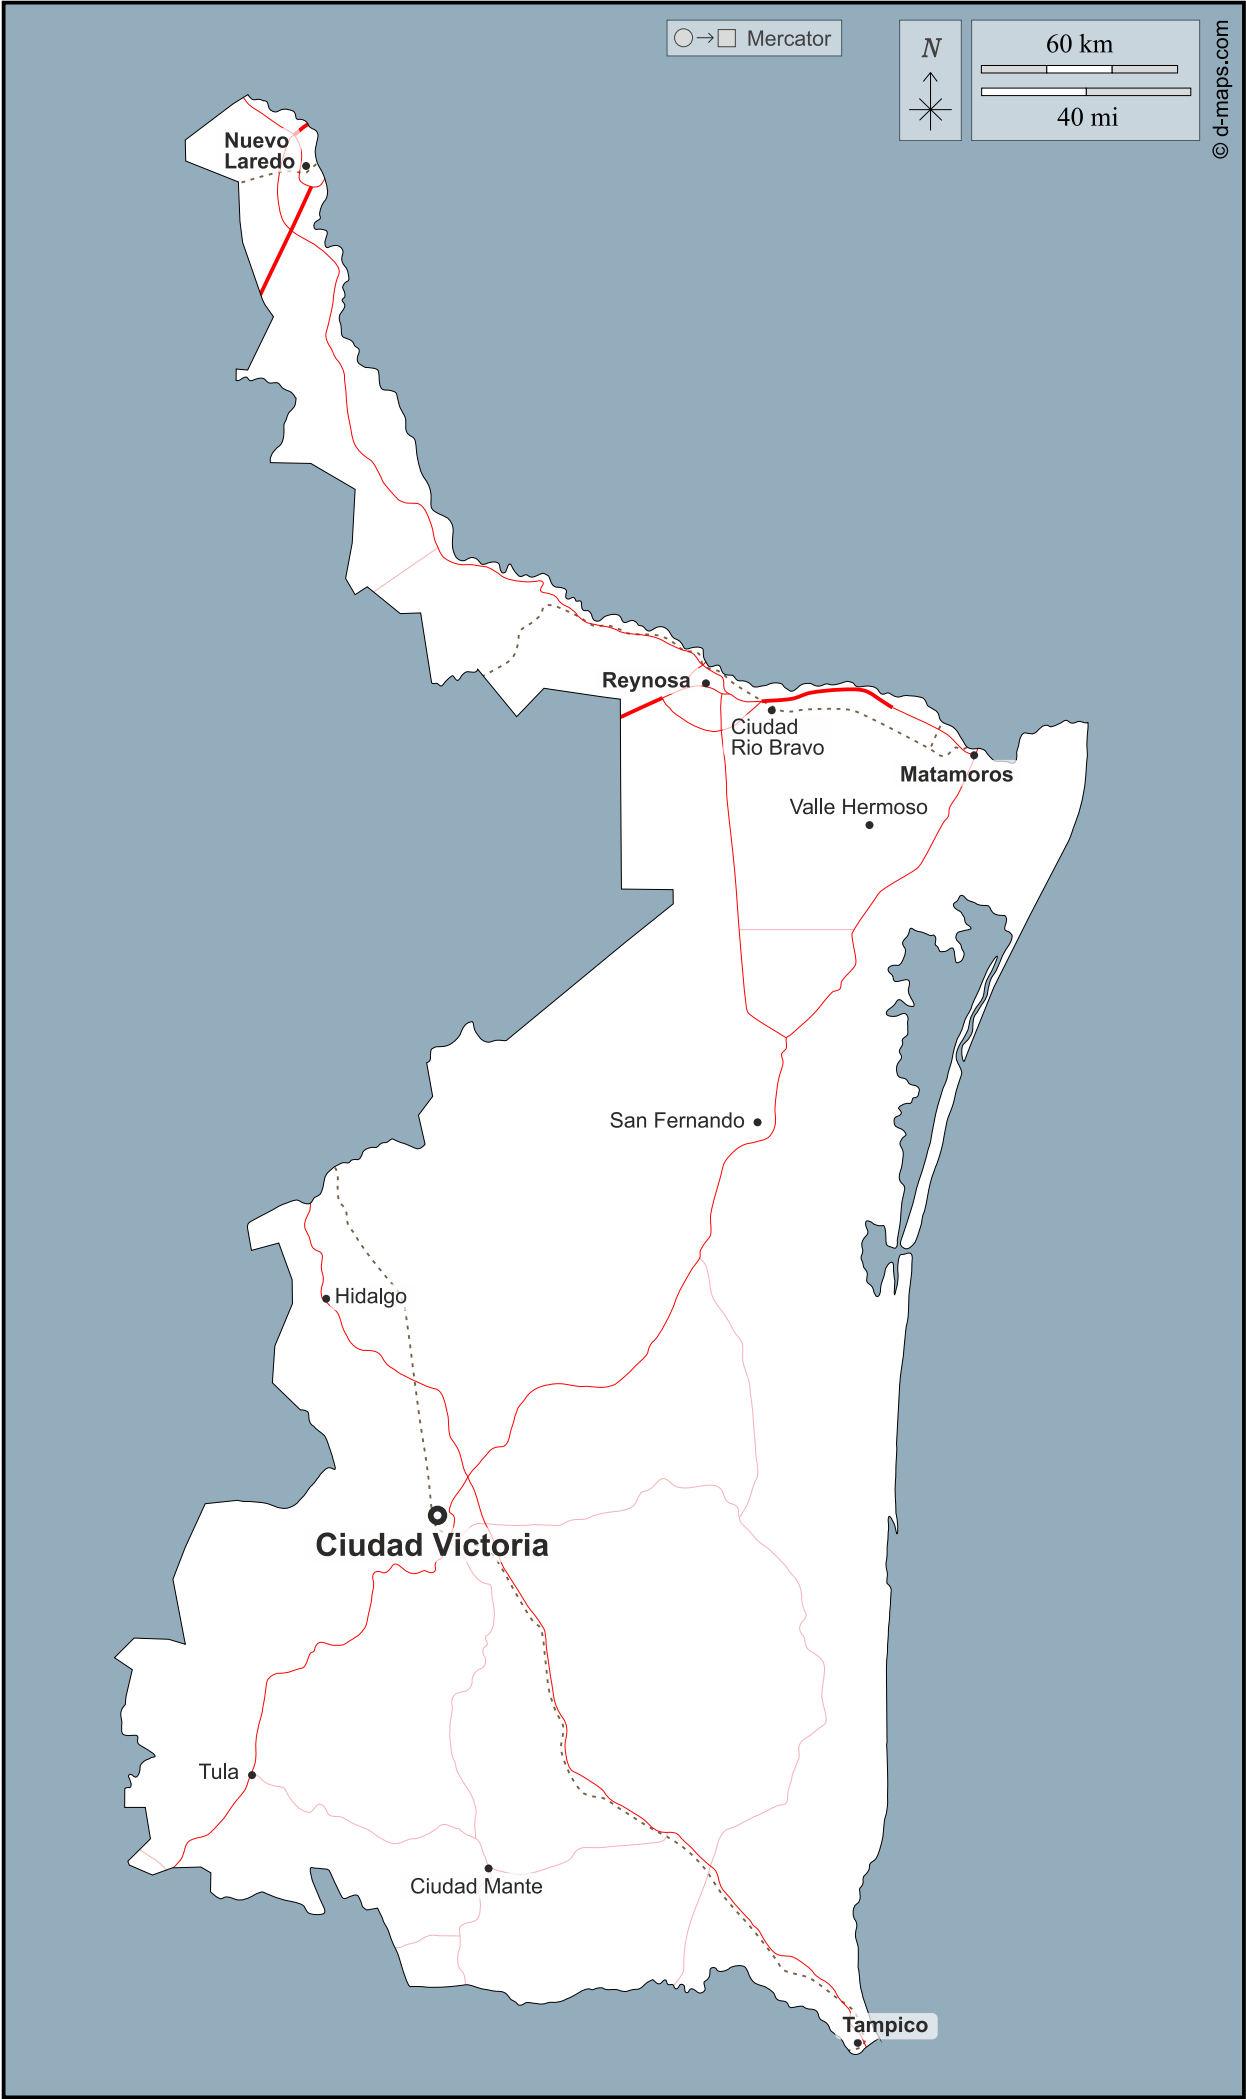 Mercator
N
60 km
40 mi
© d-maps.com
Nuevo
Laredo
Reynosa
Ciudad
Rio Bravo
Matamoros
Valle Hermoso
San Fernando
Hidalgo
Ciudad Victoria
Tula
Ciudad Mante
Tampico